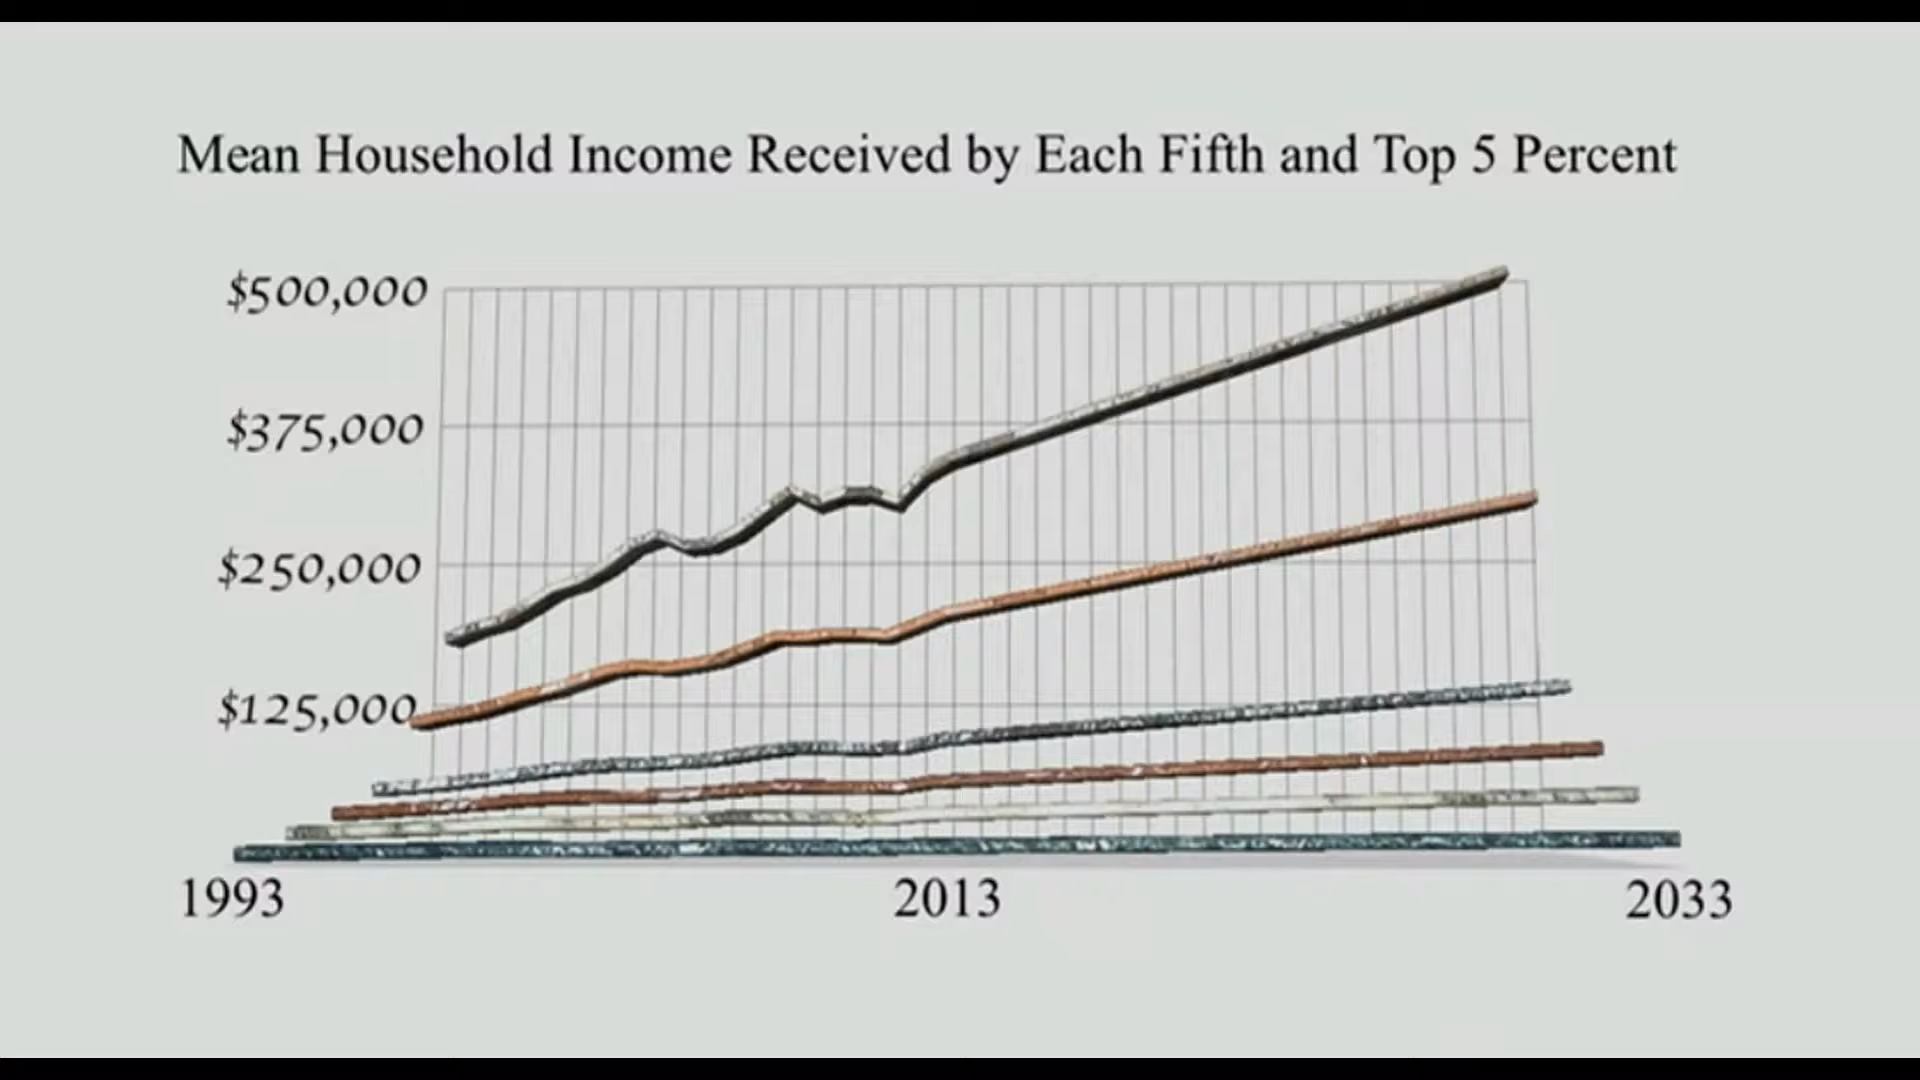 Mean Household Income Received by Each Fifth and Top 5 Percent
$500,000
$375,000
$250,000
$125,000
1993 2013 2033